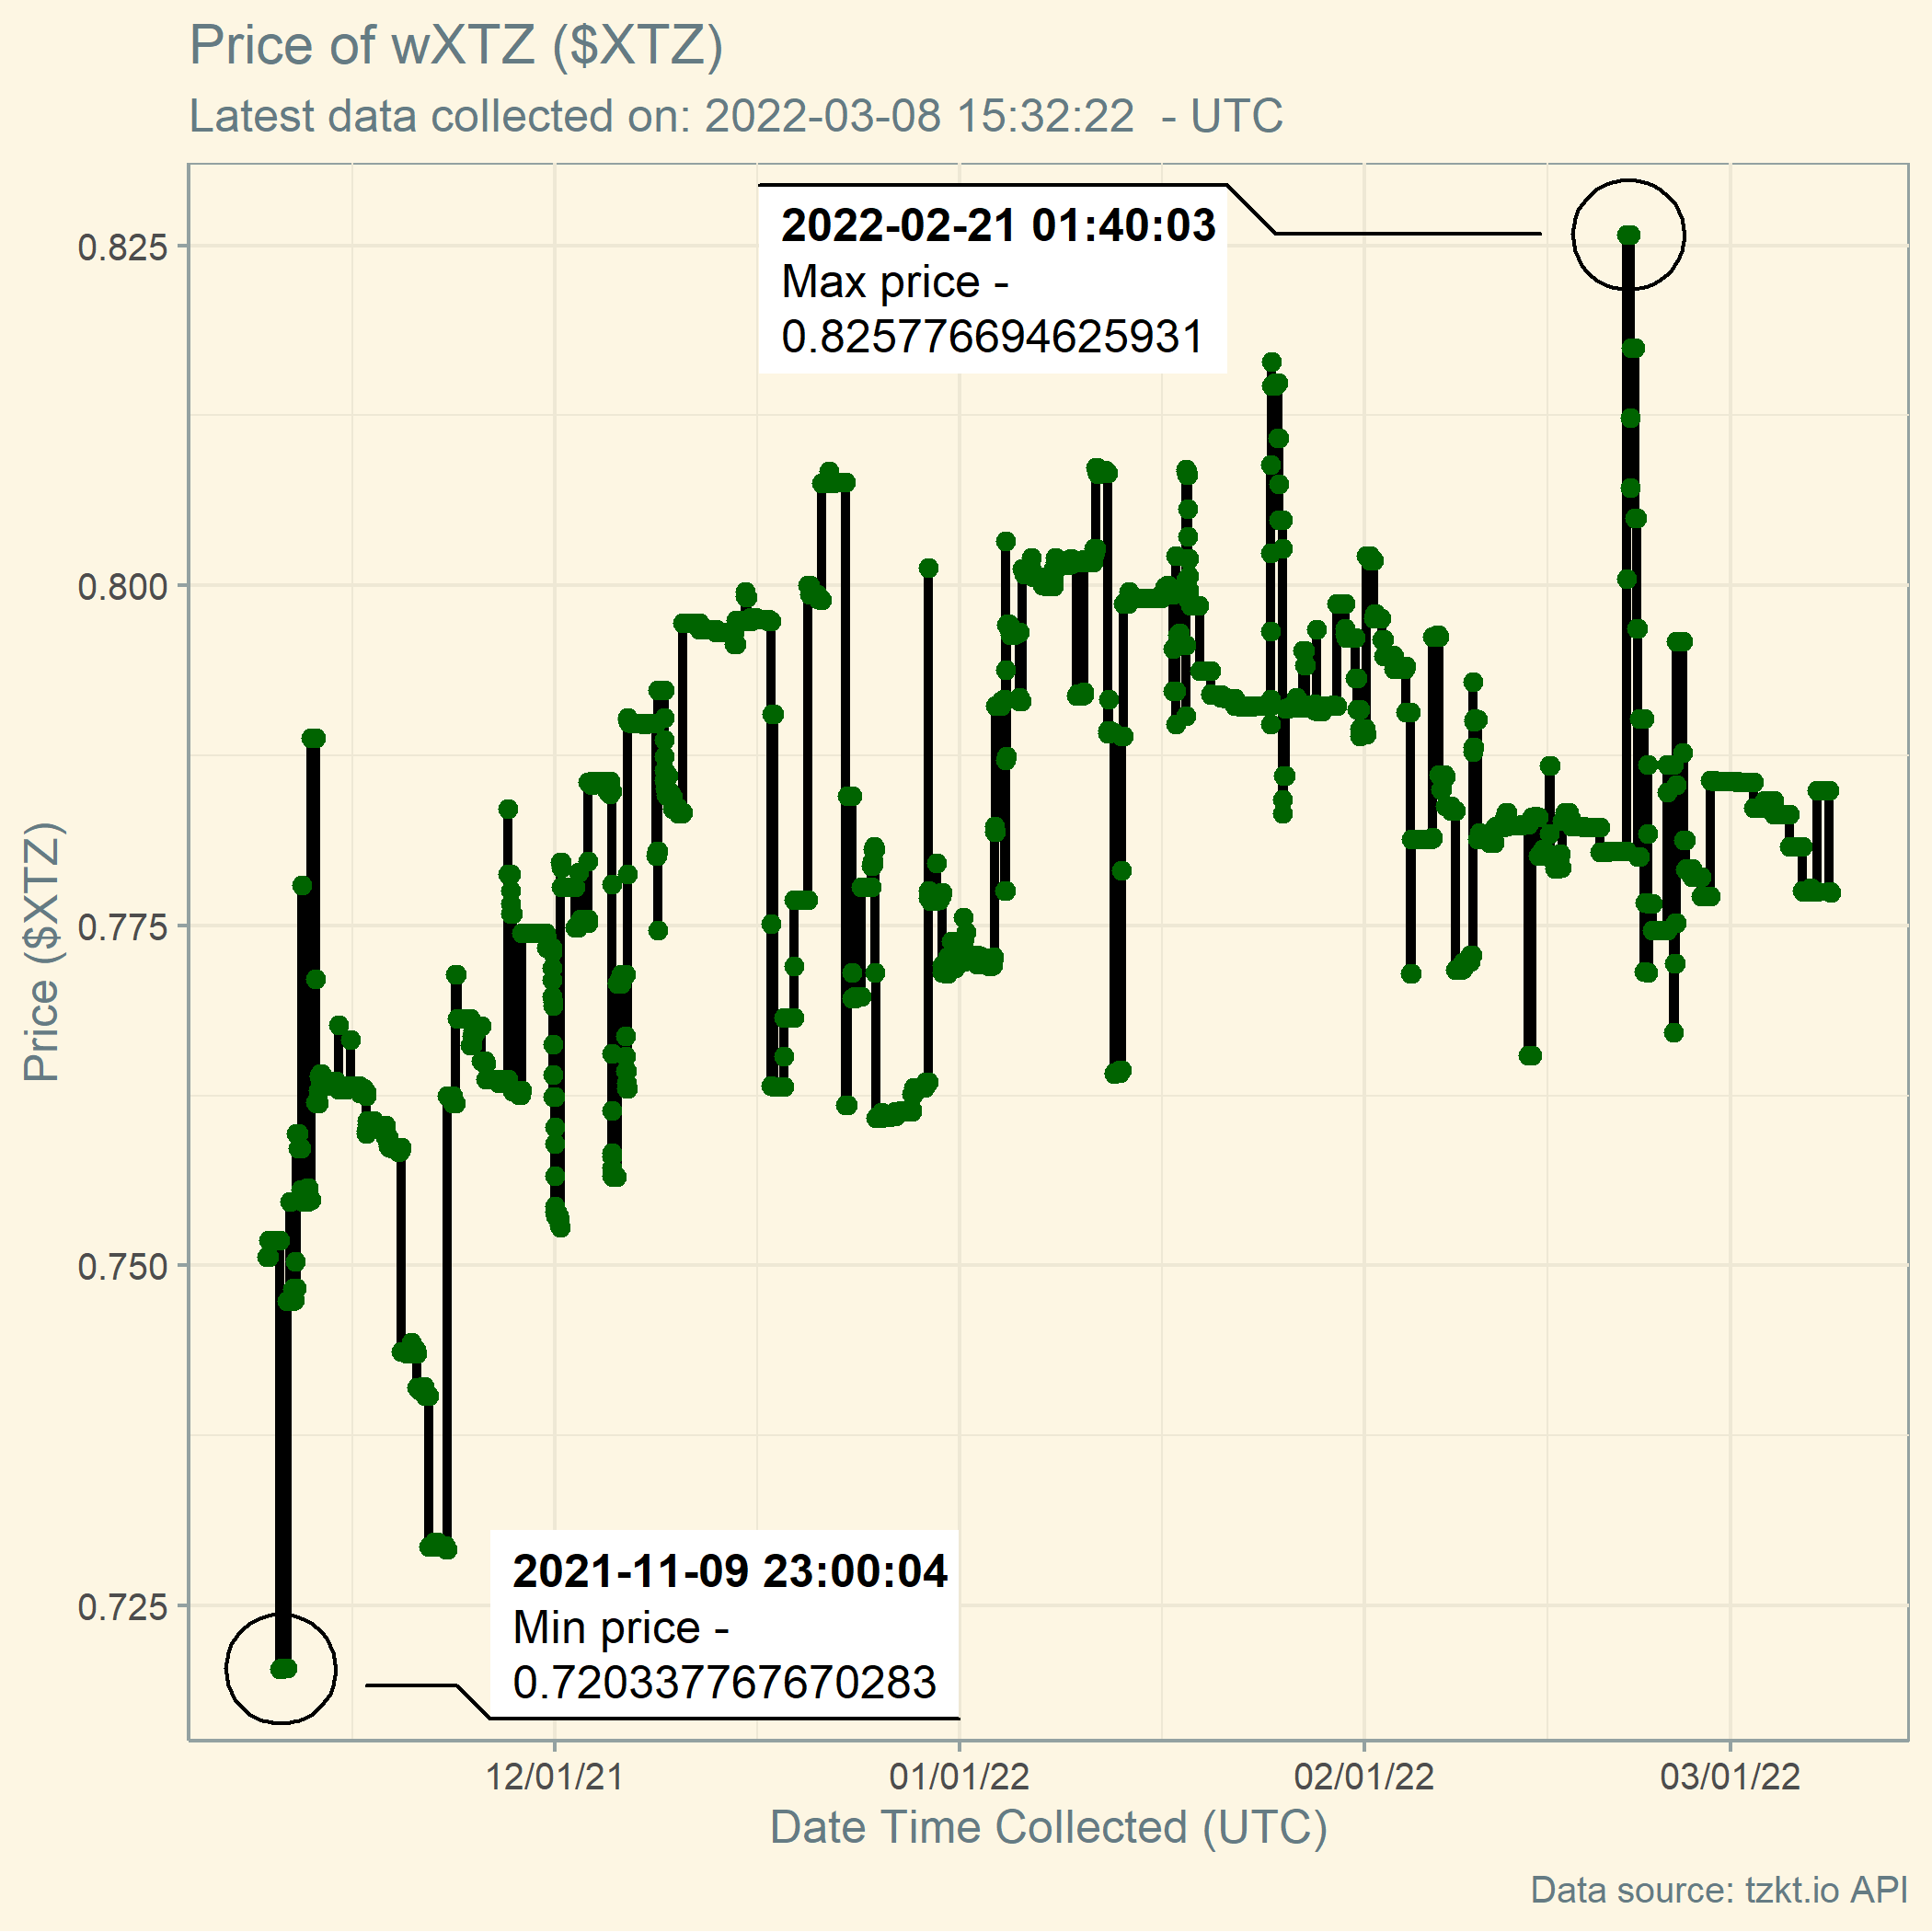 Price of wXTZ ($XTZ)
Latest data collected on: 2022-03-08 15:32:22  - UTC
2022-02-21 01:40:03
Max price -
0.825776694625931
0.825
0.800
0.775
0.750
0.725
Price ($XTZ)
2021-11-09 23:00:04
Min price -
0.720337767670283
12/01/21
01/01/22
02/01/22
03/01/22
Date Time Collected (UTC)
Data source: tzkt.io API